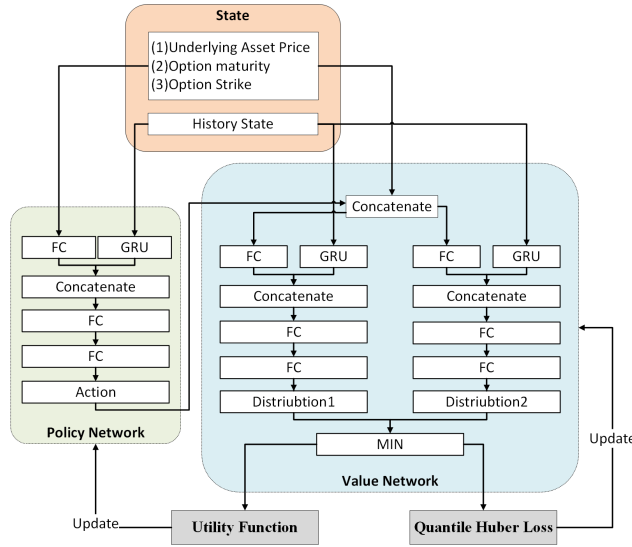 State
(1)Underlying Asset Price
(2)Option maturity
(3)Option Strike
History State
Concatenate
FC
GRU
Concatenate
FC
FC
Action
Policy Network
FC
GRU
Concatenate
FC
FC
Distriubtion1
FC
GRU
Concatenate
FC
FC
Distriubtion2
MIN
Value Network
Update
Utility Function
Quantile Huber Loss
Update